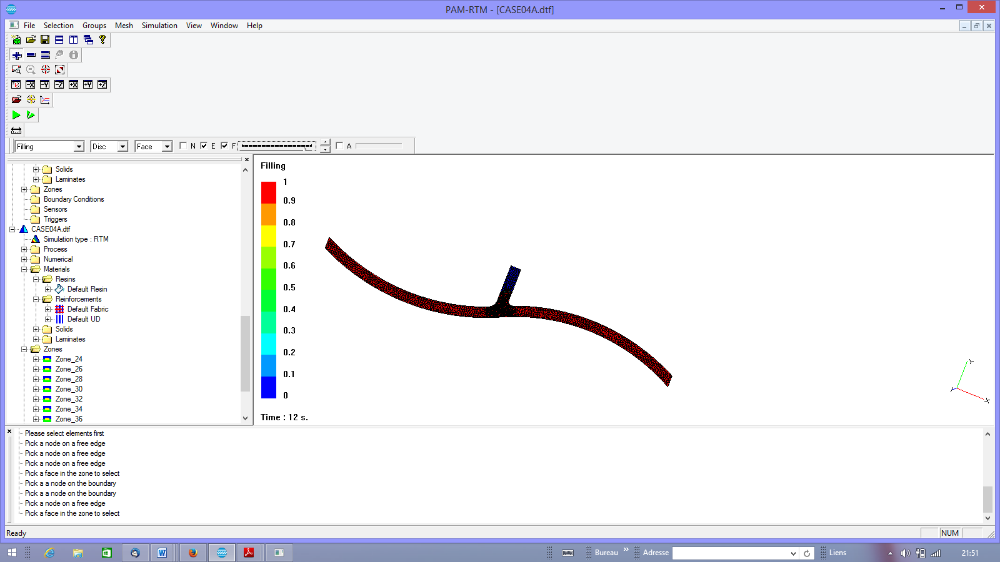 PAM-RTM - [CASE04A.dtf]
File Selection Groups Mesh Simulation View Window Help
-X -Y -Z +X +Y +Z
Filling Disc Face N E F A
Solids
Laminates
Zones
Boundary Conditions
Sensors
Triggers
CASE04A.dtf
Simulation type : RTM
Process
Numerical
Materials
Resins
Default Resin
Reinforcements
Default Fabric
Default UD
Solids
Laminates
Zones
Zone_24
Zone_26
Zone_28
Zone_30
Zone_32
Zone_34
Zone_36
Filling
1
0.9
0.8
0.7
0.6
0.5
0.4
0.3
0.2
0.1
0
Time : 12 s.
Y
X
Please select elements first
Pick a node on a free edge
Pick a node on a free edge
Pick a node on a free edge
Pick a face in the zone to select
Pick a a node on the boundary
Pick a a node on the boundary
Pick a node on a free edge
Pick a face in the zone to select
Ready NUM
Bureau » Adresse Liens 21:51